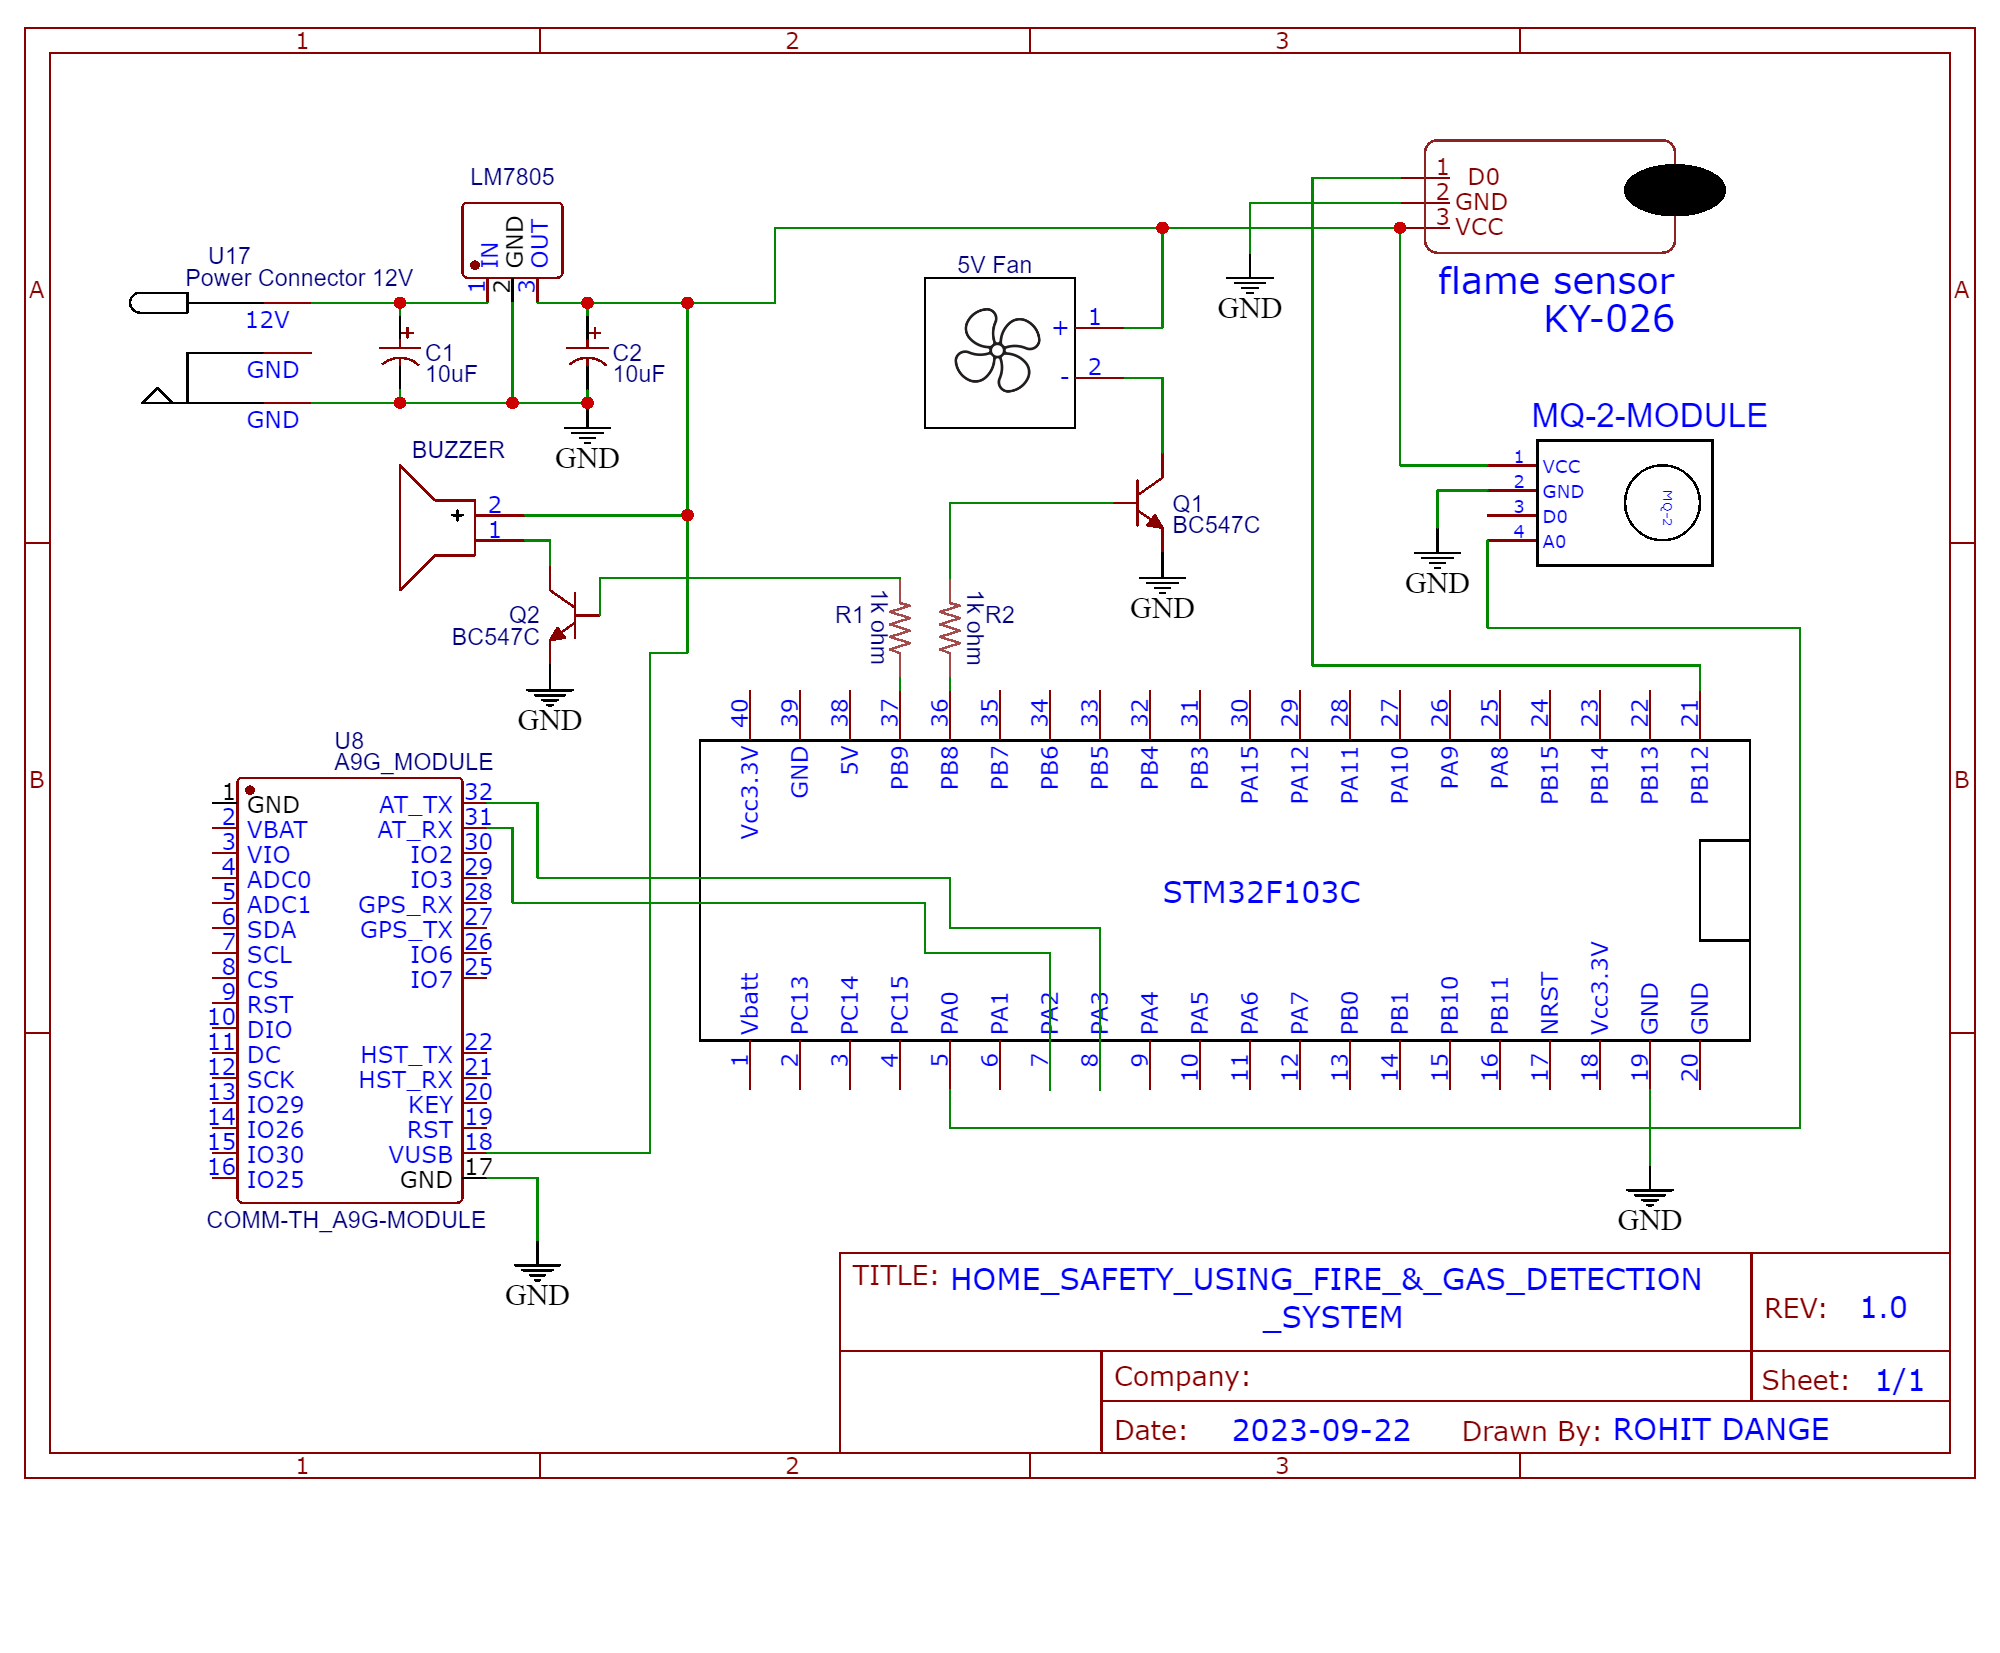 1 2 3
A A
B B
LM7805
IN
GND
OUT
1 2 3
U17
Power Connector 12V
12V
GND
GND
C1
10uF
C2
10uF
GND
BUZZER
+
2
1
Q2
BC547C
GND
5V Fan
+ 1
- 2
Q1
BC547C
GND
R1 1k ohm
1k ohm R2
1 D0
2 GND
3 VCC
flame sensor
KY-026
GND
MQ-2-MODULE
1 VCC
2 GND
3 D0
4 A0
MQ-2
GND
40 39 38 37 36 35 34 33 32 31 30 29 28 27 26 25 24 23 22 21
Vcc3.3V GND 5V PB9 PB8 PB7 PB6 PB5 PB4 PB3 PA15 PA12 PA11 PA10 PA9 PA8 PB15 PB14 PB13 PB12
STM32F103C
Vbatt PC13 PC14 PC15 PA0 PA1 PA2 PA3 PA4 PA5 PA6 PA7 PB0 PB1 PB10 PB11 NRST Vcc3.3V GND GND
1 2 3 4 5 6 7 8 9 10 11 12 13 14 15 16 17 18 19 20
GND
U8
A9G_MODULE
1 GND AT_TX 32
2 VBAT AT_RX 31
3 VIO IO2 30
4 ADC0 IO3 29
5 ADC1 GPS_RX 28
6 SDA GPS_TX 27
7 SCL IO6 26
8 CS IO7 25
9 RST
10 DIO
11 DC HST_TX 22
12 SCK HST_RX 21
13 IO29 KEY 20
14 IO26 RST 19
15 IO30 VUSB 18
16 IO25 GND 17
COMM-TH_A9G-MODULE
GND
TITLE: HOME_SAFETY_USING_FIRE_&_GAS_DETECTION
_SYSTEM
REV: 1.0
Company:
Sheet: 1/1
Date: 2023-09-22 Drawn By: ROHIT DANGE
1 2 3